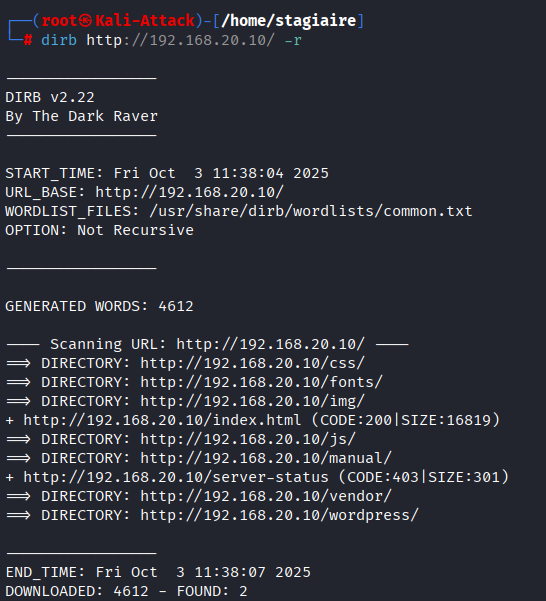 ┌──(root㉿Kali-Attack)-[/home/stagiaire]
└─# dirb http://192.168.20.10/ -r
-----------------
DIRB v2.22
By The Dark Raver
-----------------
START_TIME: Fri Oct  3 11:38:04 2025
URL_BASE: http://192.168.20.10/
WORDLIST_FILES: /usr/share/dirb/wordlists/common.txt
OPTION: Not Recursive
-----------------
GENERATED WORDS: 4612
---- Scanning URL: http://192.168.20.10/ ----
==> DIRECTORY: http://192.168.20.10/css/
==> DIRECTORY: http://192.168.20.10/fonts/
==> DIRECTORY: http://192.168.20.10/img/
+ http://192.168.20.10/index.html (CODE:200|SIZE:16819)
==> DIRECTORY: http://192.168.20.10/js/
==> DIRECTORY: http://192.168.20.10/manual/
+ http://192.168.20.10/server-status (CODE:403|SIZE:301)
==> DIRECTORY: http://192.168.20.10/vendor/
==> DIRECTORY: http://192.168.20.10/wordpress/
-----------------
END_TIME: Fri Oct  3 11:38:07 2025
DOWNLOADED: 4612 - FOUND: 2